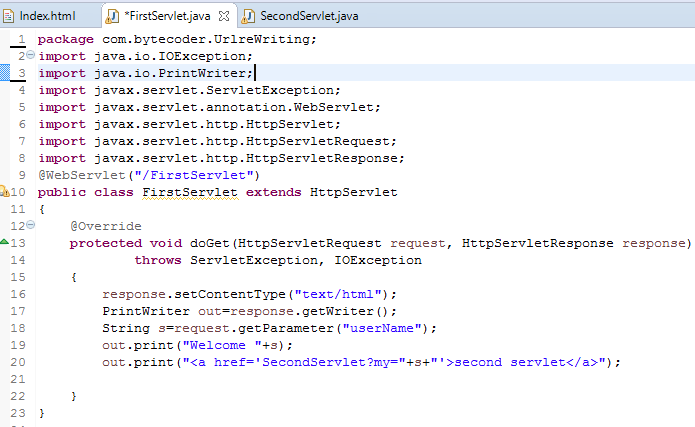 Index.html *FirstServlet.java SecondServlet.java
1 package com.bytecoder.UrlreWriting;
2 import java.io.IOException;
3 import java.io.PrintWriter;
4 import javax.servlet.ServletException;
5 import javax.servlet.annotation.WebServlet;
6 import javax.servlet.http.HttpServlet;
7 import javax.servlet.http.HttpServletRequest;
8 import javax.servlet.http.HttpServletResponse;
9 @WebServlet("/FirstServlet")
10 public class FirstServlet extends HttpServlet
11 {
12 @Override
13 protected void doGet(HttpServletRequest request, HttpServletResponse response)
14 throws ServletException, IOException
15 {
16 response.setContentType("text/html");
17 PrintWriter out=response.getWriter();
18 String s=request.getParameter("userName");
19 out.print("Welcome "+s);
20 out.print("<a href='SecondServlet?my="+s+"'>second servlet</a>");
21
22 }
23 }